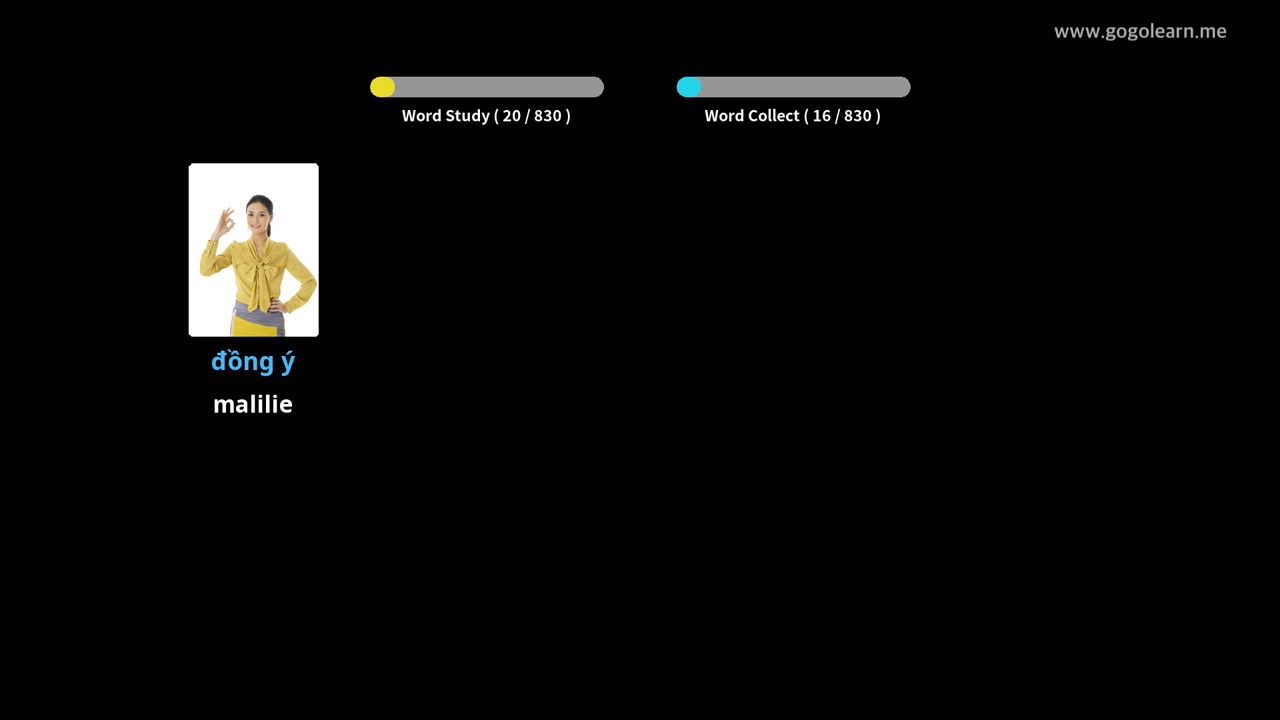 www.gogolearn.me
Word Study ( 20 / 830 )
Word Collect ( 16 / 830 )
đồng ý
malilie